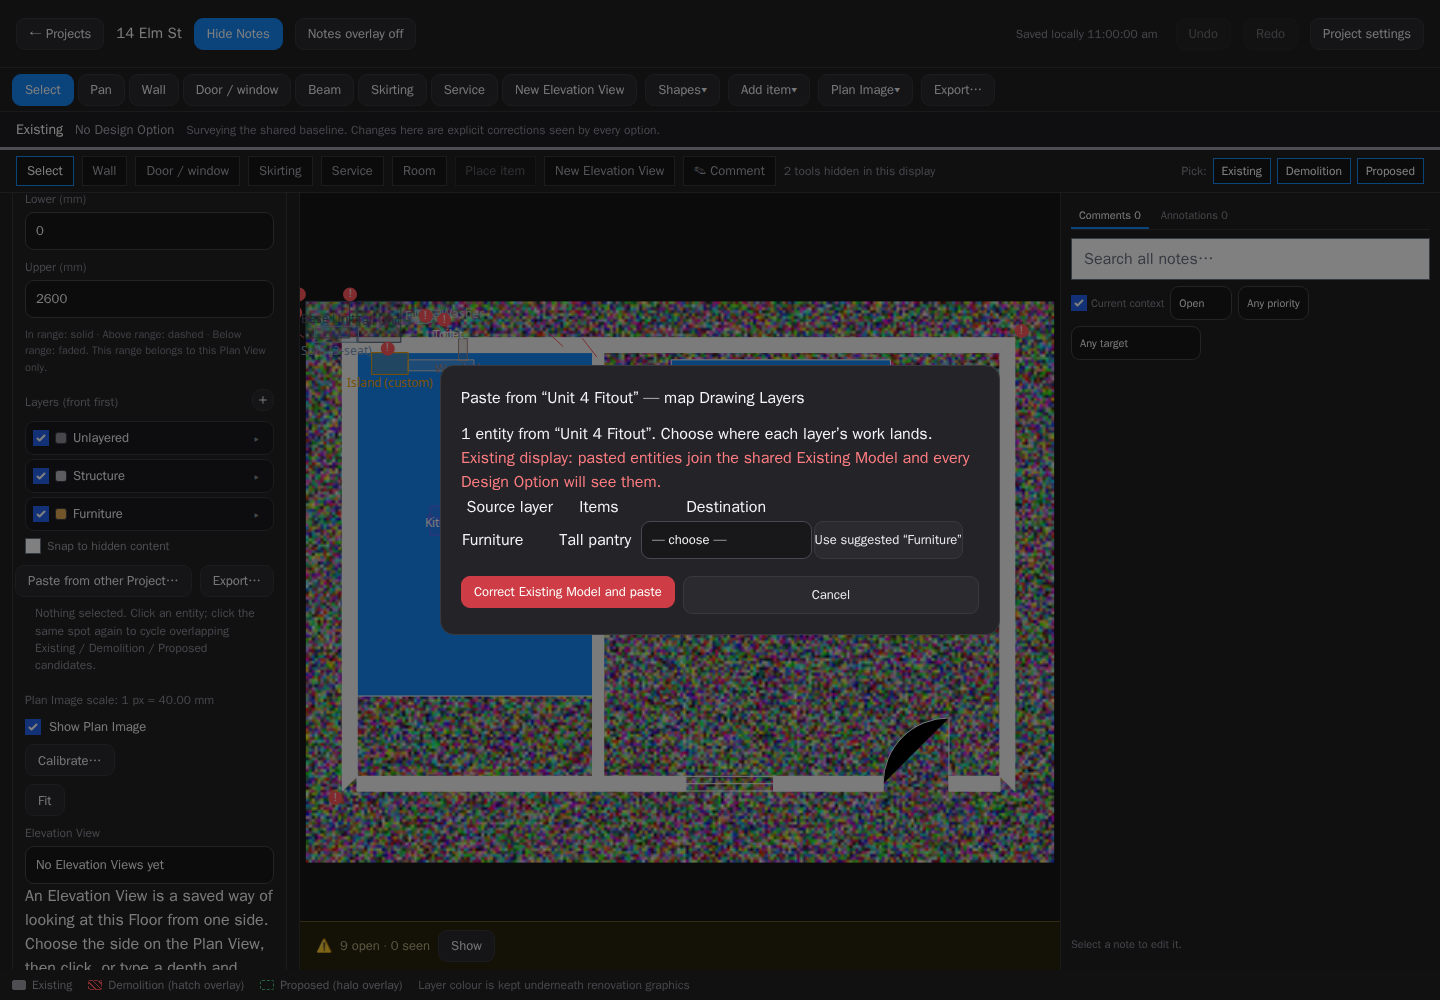 ← Projects
14 Elm St
Hide Notes
Notes overlay off
Saved locally 11:00:00 am
Undo
Redo
Project settings
Select
Pan
Wall
Door / window
Beam
Skirting
Service
New Elevation View
Shapes▾
Add item▾
Plan Image▾
Export…
Existing
No Design Option
Surveying the shared baseline. Changes here are explicit corrections seen by every option.
Select
Wall
Door / window
Skirting
Service
Room
Place item
New Elevation View
✎ Comment
2 tools hidden in this display
Pick:
Existing
Demolition
Proposed
Lower (mm)
0
Upper (mm)
2600
In range: solid · Above range: dashed · Below
range: faded. This range belongs to this Plan View
only.
Layers (front first)
+
Unlayered
Structure
Furniture
Snap to hidden content
Paste from other Project…
Export…
Nothing selected. Click an entity; click the
same spot again to cycle overlapping
Existing / Demolition / Proposed
candidates.
Plan Image scale: 1 px = 40.00 mm
Show Plan Image
Calibrate…
Fit
Elevation View
No Elevation Views yet
An Elevation View is a saved way of
looking at this Floor from one side.
Choose the side on the Plan View,
then click, or type a depth and
Toilet
Island (custom)
Kit
Paste from “Unit 4 Fitout” — map Drawing Layers
1 entity from “Unit 4 Fitout”. Choose where each layer’s work lands.
Existing display: pasted entities join the shared Existing Model and every
Design Option will see them.
Source layer
Items
Destination
Furniture
Tall pantry
— choose —
Use suggested “Furniture”
Correct Existing Model and paste
Cancel
9 open · 0 seen
Show
Comments 0
Annotations 0
Search all notes…
Current context
Open
Any priority
Any target
Select a note to edit it.
Existing
Demolition (hatch overlay)
Proposed (halo overlay)
Layer colour is kept underneath renovation graphics